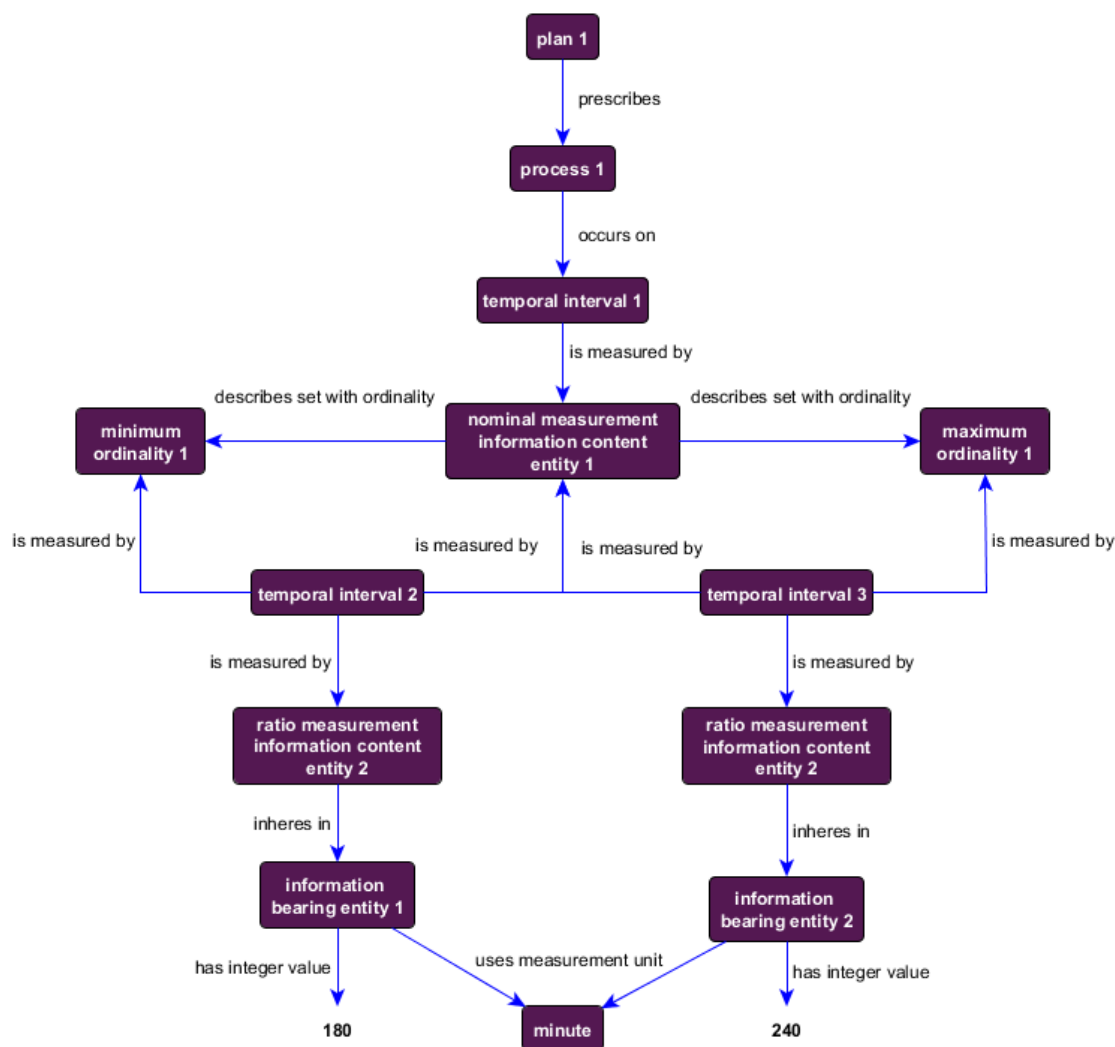 plan 1
prescribes
process 1
occurs on
temporal interval 1
is measured by
describes set with ordinality
describes set with ordinality
minimum
ordinality 1
nominal measurement
information content
entity 1
maximum
ordinality 1
is measured by
is measured by
is measured by
is measured by
temporal interval 2
temporal interval 3
is measured by
is measured by
ratio measurement
information content
entity 2
ratio measurement
information content
entity 2
inheres in
inheres in
information
bearing entity 1
information
bearing entity 2
has integer value
uses measurement unit
has integer value
180
minute
240